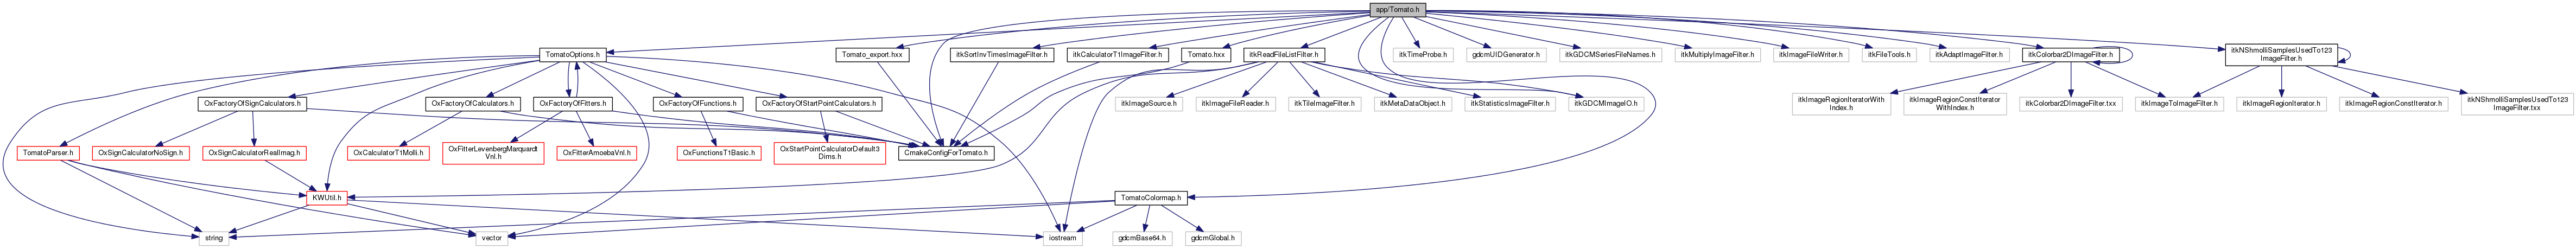 app/Tomato.h
TomatoOptions.h
Tomato_export.hxx
itkSortInvTimesImageFilter.h
itkCalculatorT1ImageFilter.h
Tomato.hxx
itkReadFileListFilter.h
itkTimeProbe.h
gdcmUIDGenerator.h
itkGDCMSeriesFileNames.h
itkMultiplyImageFilter.h
itkImageFileWriter.h
itkFileTools.h
itkAdaptImageFilter.h
itkColorbar2DImageFilter.h
itkNShmolliSamplesUsedTo123
ImageFilter.h
OxFactoryOfSignCalculators.h
OxFactoryOfCalculators.h
OxFactoryOfFitters.h
OxFactoryOfFunctions.h
OxFactoryOfStartPointCalculators.h
itkImageSource.h
itkImageFileReader.h
itkTileImageFilter.h
itkMetaDataObject.h
itkStatisticsImageFilter.h
itkGDCMImageIO.h
itkImageRegionIteratorWith
Index.h
itkImageRegionConstIterator
WithIndex.h
itkColorbar2DImageFilter.txx
itkImageToImageFilter.h
itkImageRegionIterator.h
itkImageRegionConstIterator.h
itkNShmolliSamplesUsedTo123
ImageFilter.txx
TomatoParser.h
OxSignCalculatorNoSign.h
OxSignCalculatorRealImag.h
OxCalculatorT1Molli.h
OxFitterLevenbergMarquardt
Vnl.h
OxFitterAmoebaVnl.h
OxFunctionsT1Basic.h
OxStartPointCalculatorDefault3
Dims.h
CmakeConfigForTomato.h
KWUtil.h
TomatoColormap.h
string
vector
iostream
gdcmBase64.h
gdcmGlobal.h